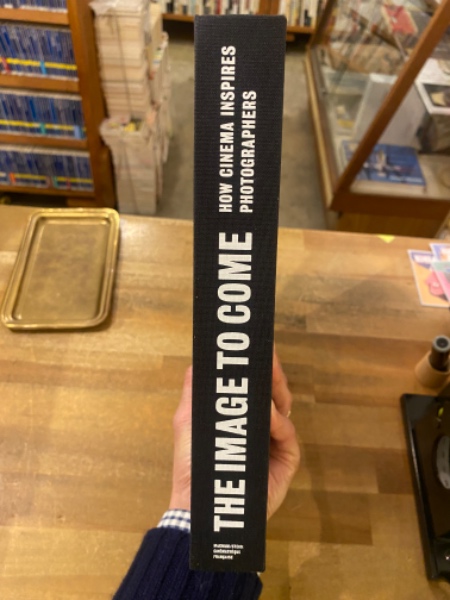 THE IMAGE TO COME
HOW CINEMA INSPIRES
PHOTOGRAPHERS